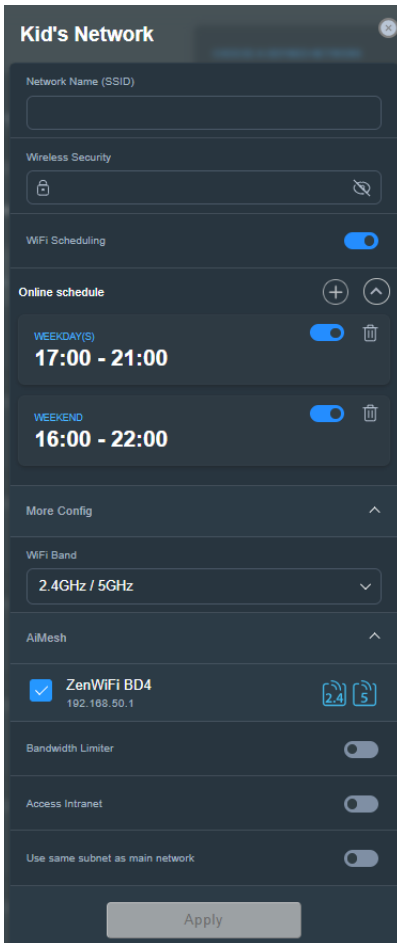 Kid's Network
Network Name (SSID)
Wireless Security
WiFi Scheduling
Online schedule
WEEKDAY(S)
17:00 - 21:00
WEEKEND
16:00 - 22:00
More Config
WiFi Band
2.4GHz / 5GHz
AiMesh
ZenWiFi BD4
192.168.50.1
2.4 5
Bandwidth Limiter
Access Intranet
Use same subnet as main network
Apply